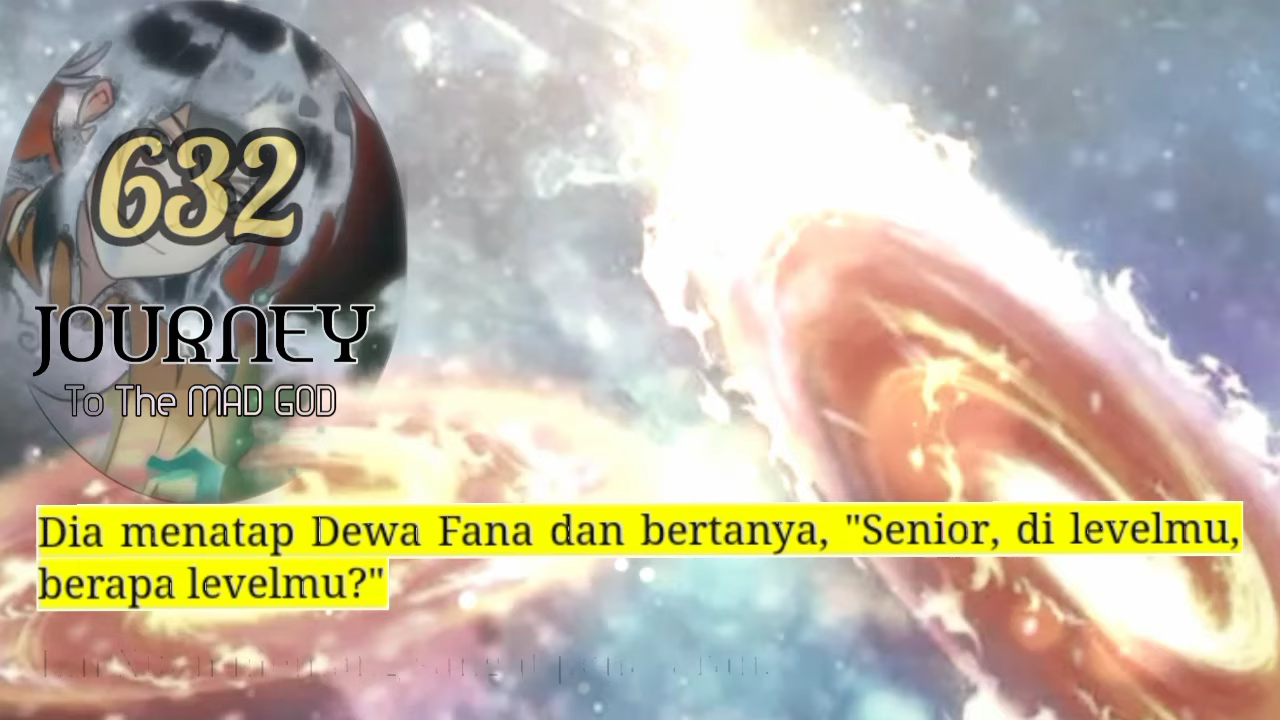 632
JOURNEY
To The MAD GOD
Dia menatap Dewa Fana dan bertanya, "Senior, di levelmu,
berapa levelmu?"